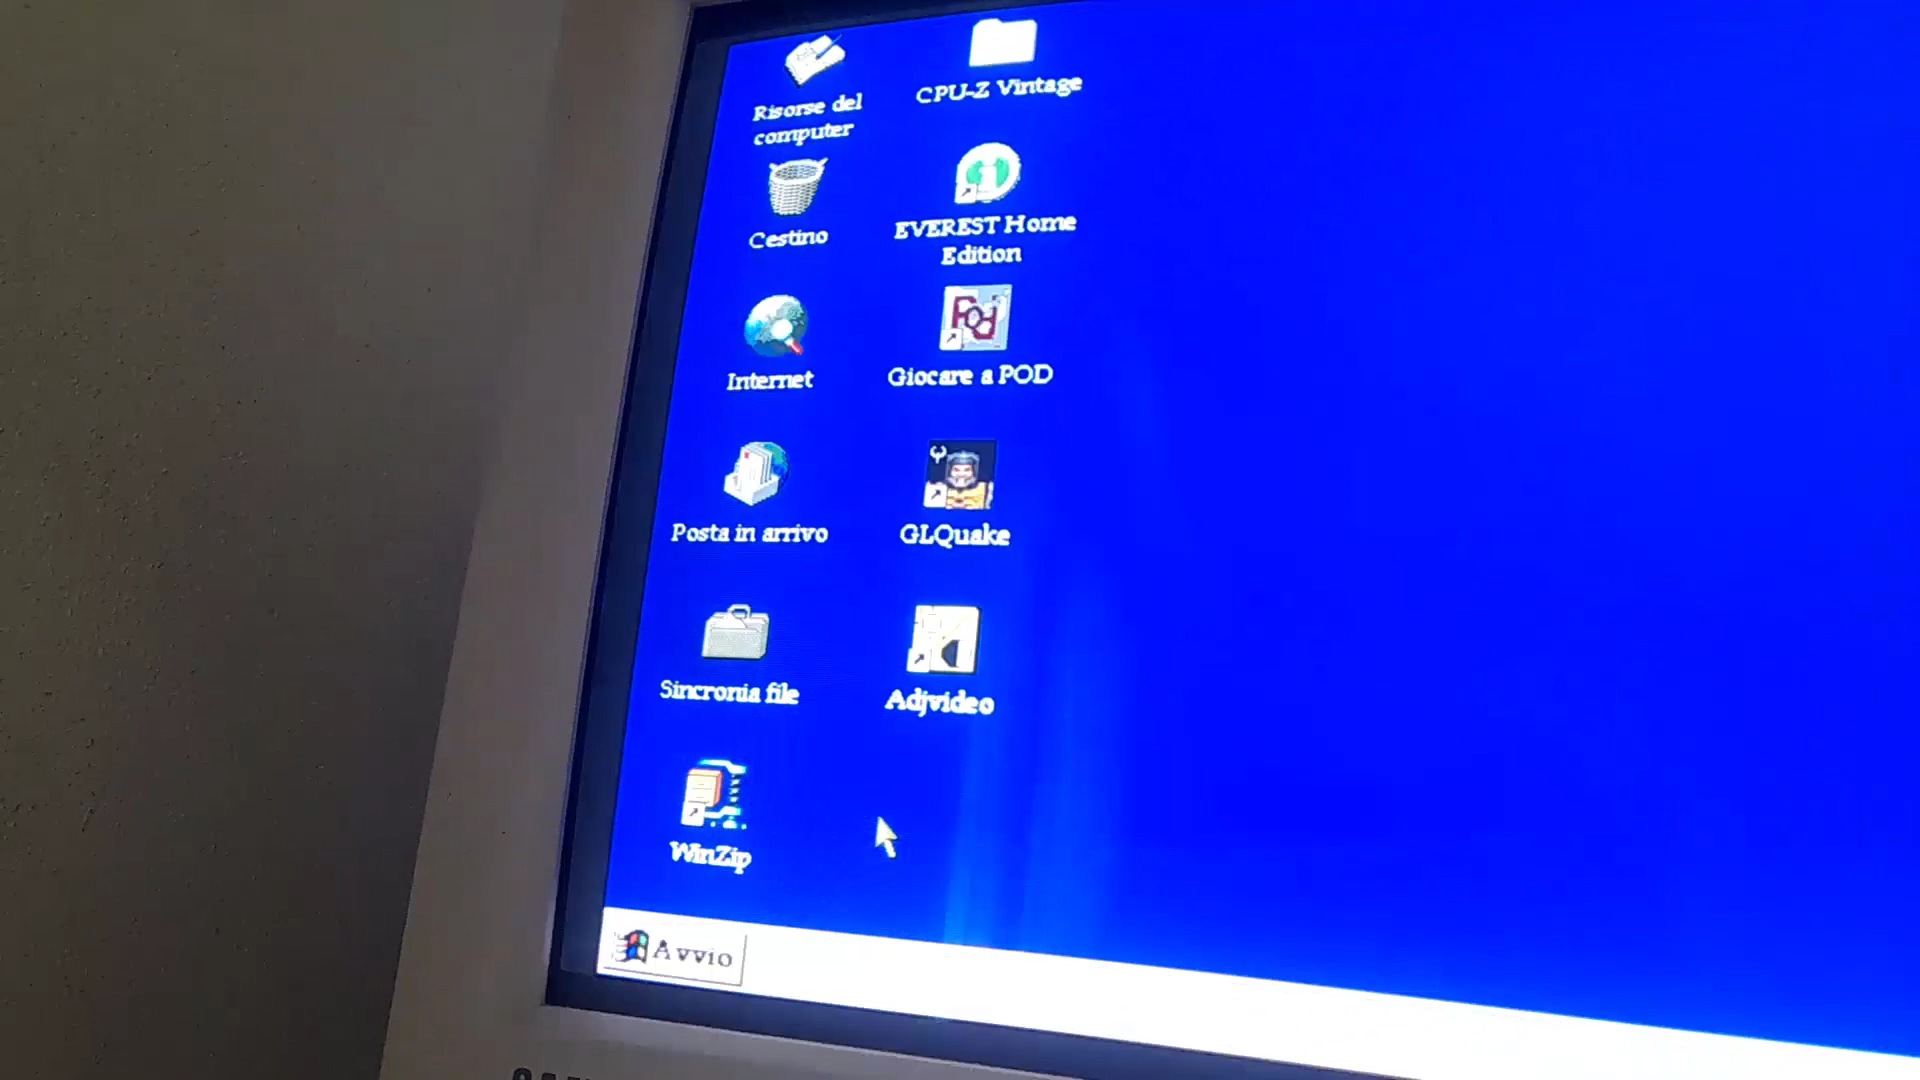 Risorse del
computer
CPU-Z Vintage
Cestino
EVEREST Home
Edition
Internet
Giocare a POD
Posta in arrivo
GLQuake
Sincronia file
Adjvideo
WinZip
Avvio